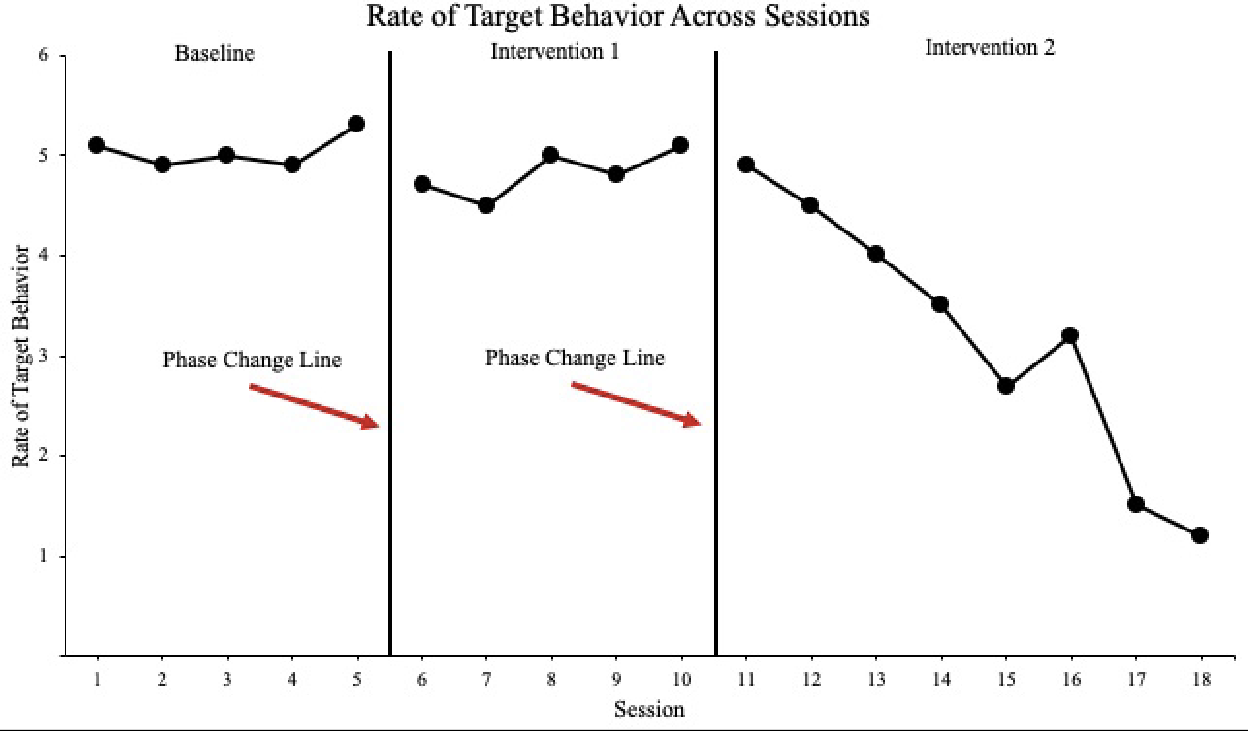 Rate of Target Behavior Across Sessions
Baseline
Intervention 1
Intervention 2
Rate of Target Behavior
6
5
4
3
2
1
Phase Change Line
Phase Change Line
1 2 3 4 5 6 7 8 9 10 11 12 13 14 15 16 17 18
Session